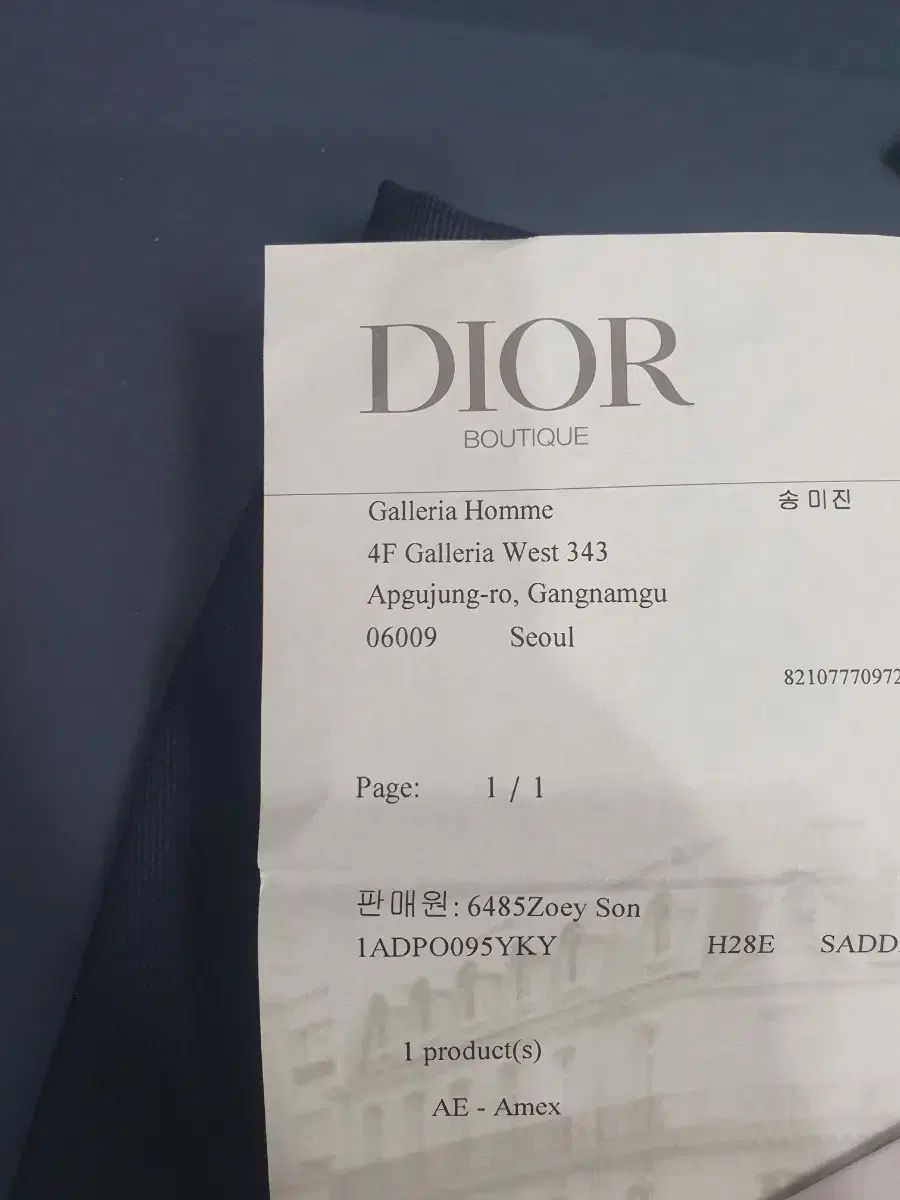 DIOR
BOUTIQUE
Galleria Homme
송미진
4F Galleria West 343
Apgujung-ro, Gangnamgu
06009 Seoul
82107770972
Page: 1 / 1
판매원: 6485Zoey Son
1ADPO095YKY H28E SADD
1 product(s)
AE - Amex